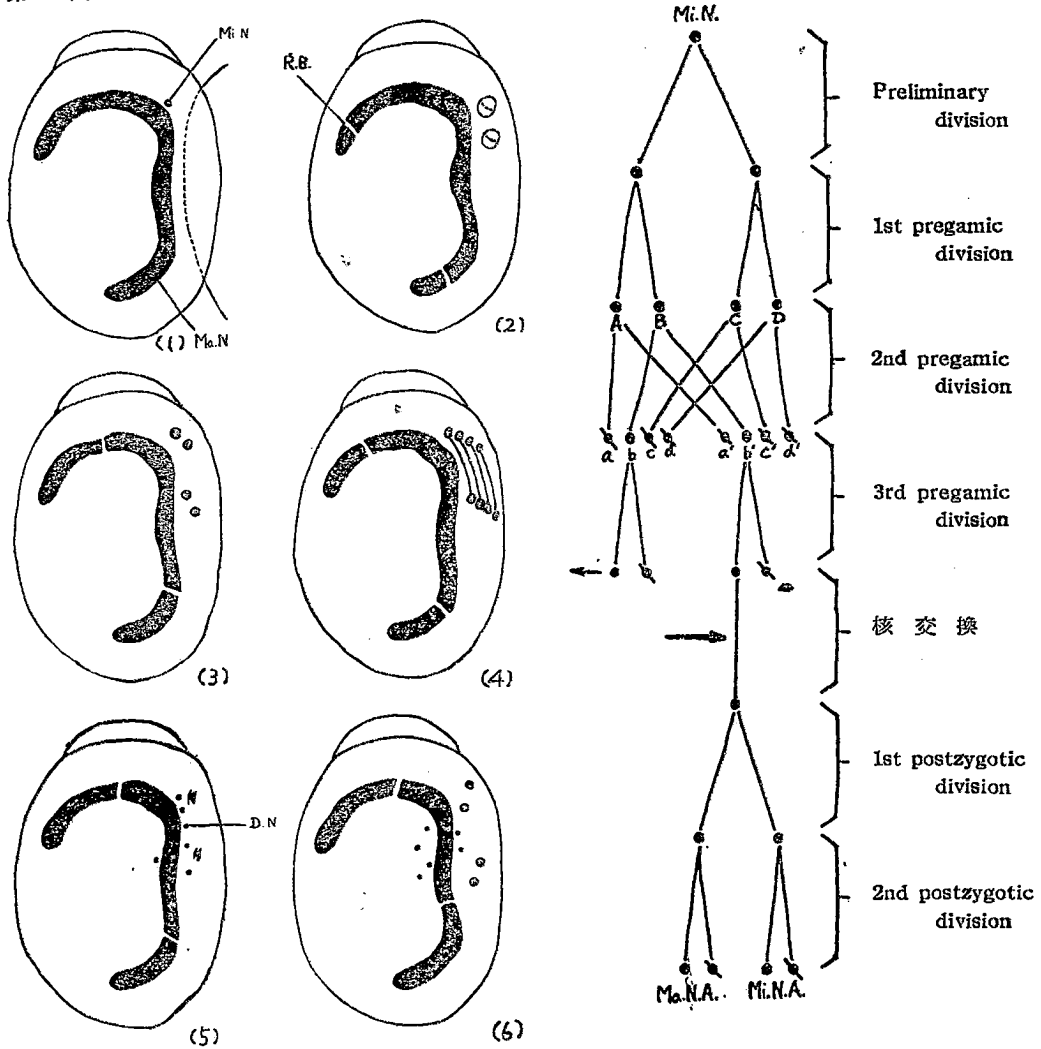 Mi.N
R.B.
(1)
Ma.N
(2)
(3)
(4)
D.N
(5)
(6)
Mi.N.
Preliminary
division
1st pregamic
division
A B C D
2nd pregamic
division
a b c d a' b' c' d'
3rd pregamic
division
核 交 換
1st postzygotic
division
2nd postzygotic
division
Ma.N.A. Mi.N.A.